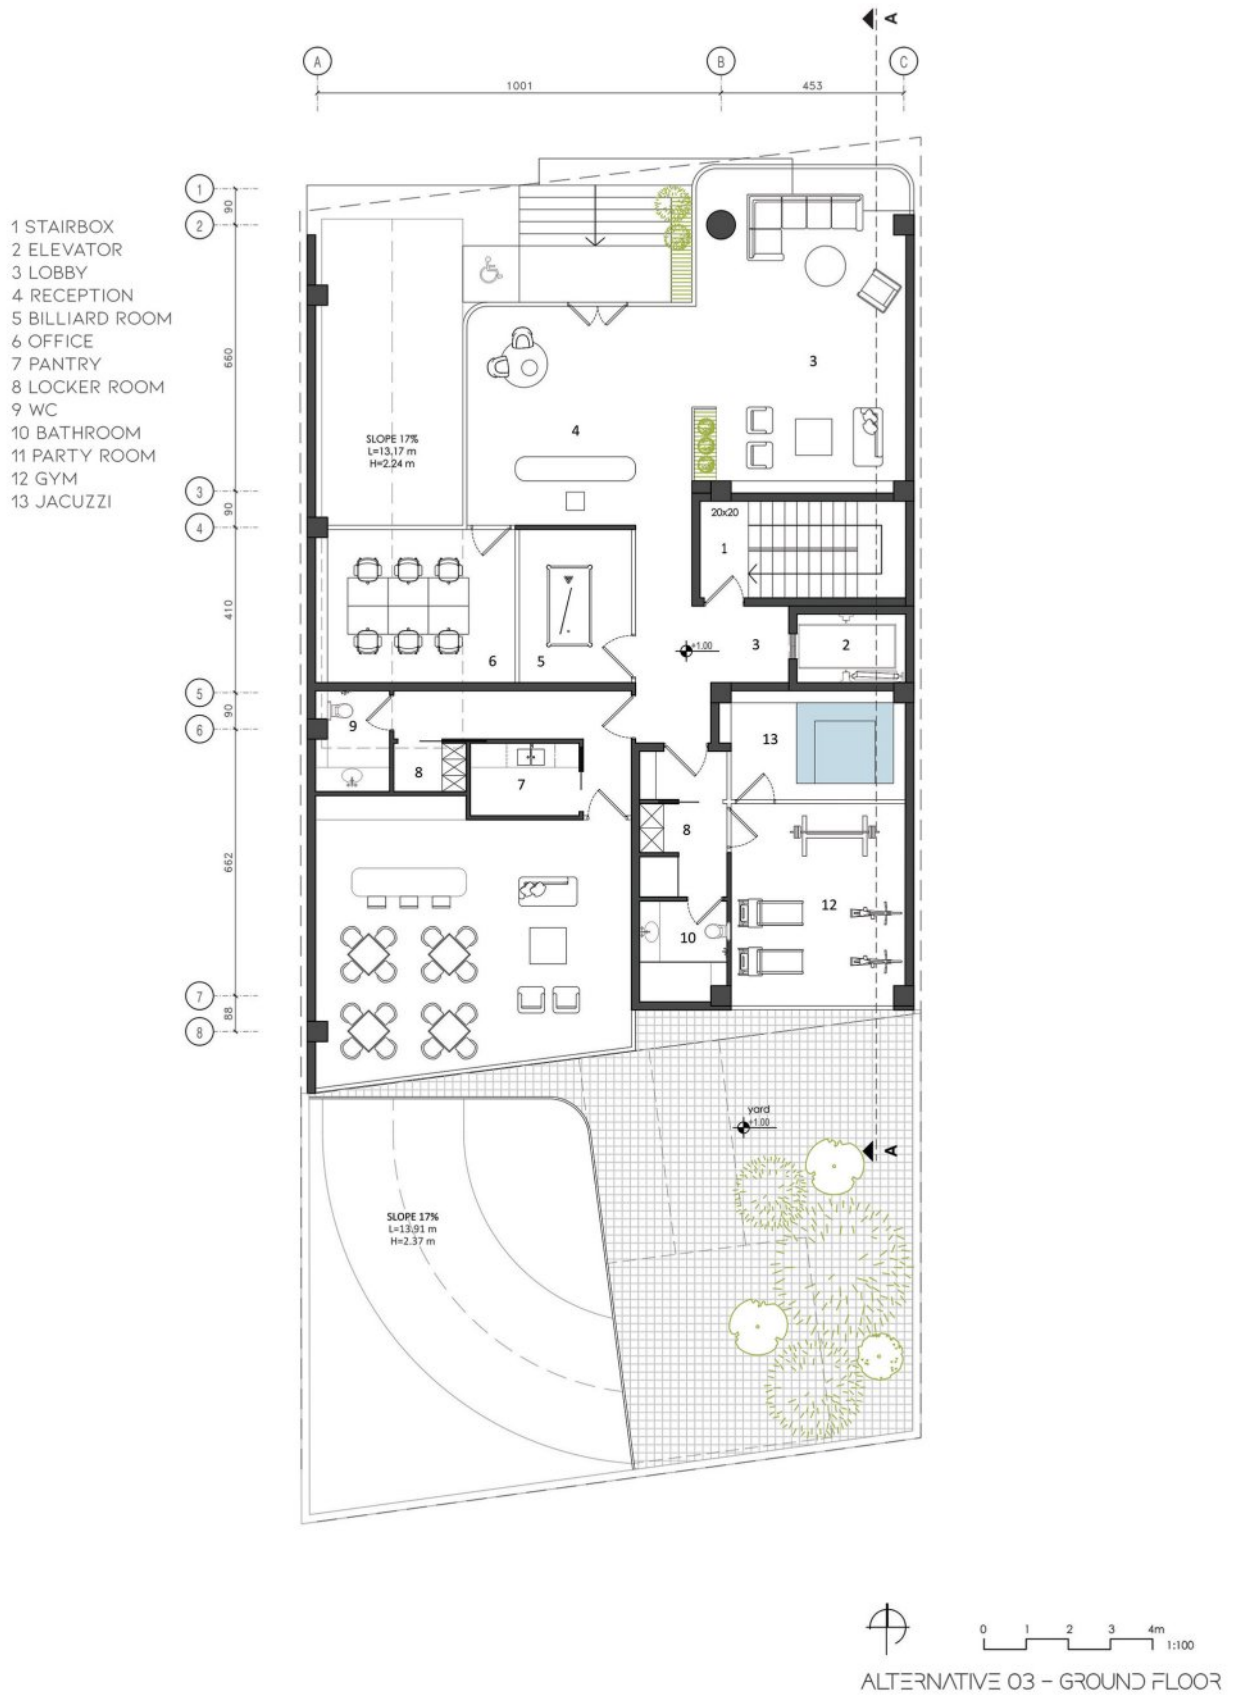 A
A
B
C
1001
453
1
90
2
1 STAIRBOX
2 ELEVATOR
3 LOBBY
4 RECEPTION
5 BILLIARD ROOM
6 OFFICE
7 PANTRY
8 LOCKER ROOM
9 WC
10 BATHROOM
11 PARTY ROOM
12 GYM
13 JACUZZI
660
3
4
SLOPE 17%
L=13,17 m
H=2.24 m
3
90
4
20x20
1
410
6
5
+1.00
3
2
5
90
6
9
13
8
7
8
662
12
10
7
88
8
yard
+1.00
A
SLOPE 17%
L=13,91 m
H=2.37 m
0 1 2 3 4m
1:100
ALTERNATIVE 03 – GROUND FLOOR